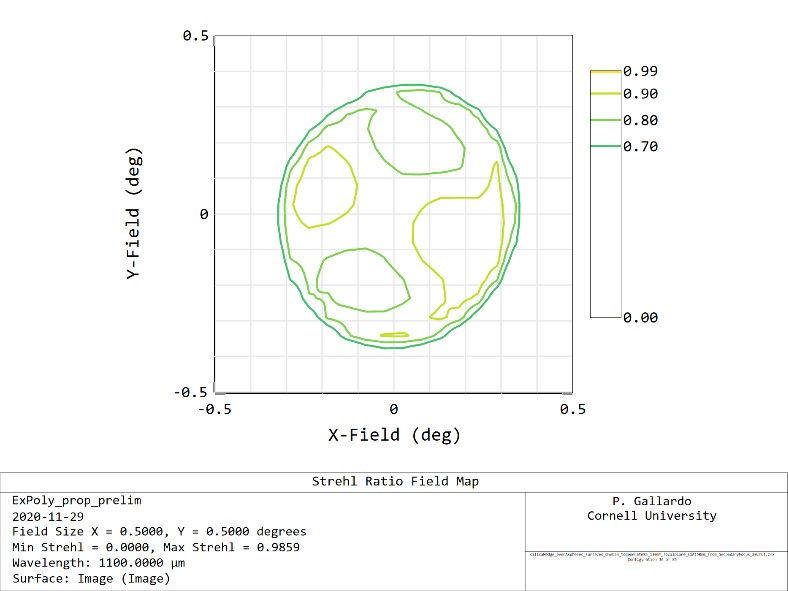 0.5
0
-0.5
Y-Field (deg)
-0.5
0
0.5
X-Field (deg)
0.99
0.90
0.80
0.70
0.00
Strehl Ratio Field Map
ExPoly_prop_prelim
2020-11-29
Field Size X = 0.5000, Y = 0.5000 degrees
Min Strehl = 0.0000, Max Strehl = 0.9859
Wavelength: 1100.0000 µm
Surface: Image (Image)
P. Gallardo
Cornell University